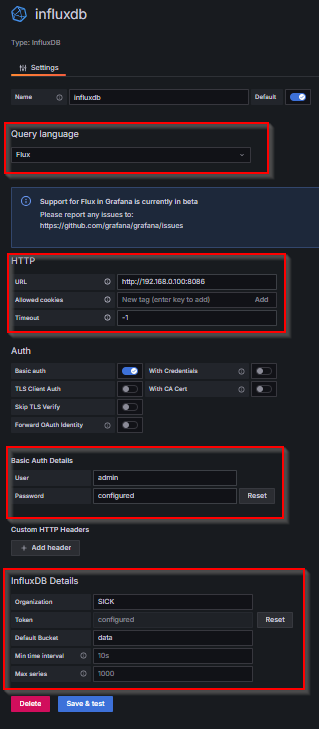 influxdb
Type: InfluxDB
Settings
Name influxdb Default
Query language
Flux
Support for Flux in Grafana is currently in beta
Please report any issues to:
https://github.com/grafana/grafana/issues
HTTP
URL http://192.168.0.100:8086
Allowed cookies New tag (enter key to add) Add
Timeout -1
Auth
Basic auth With Credentials
TLS Client Auth With CA Cert
Skip TLS Verify
Forward OAuth Identity
Basic Auth Details
User admin
Password configured Reset
Custom HTTP Headers
+ Add header
InfluxDB Details
Organization SICK
Token configured Reset
Default Bucket data
Min time interval 10s
Max series 1000
Delete Save & test